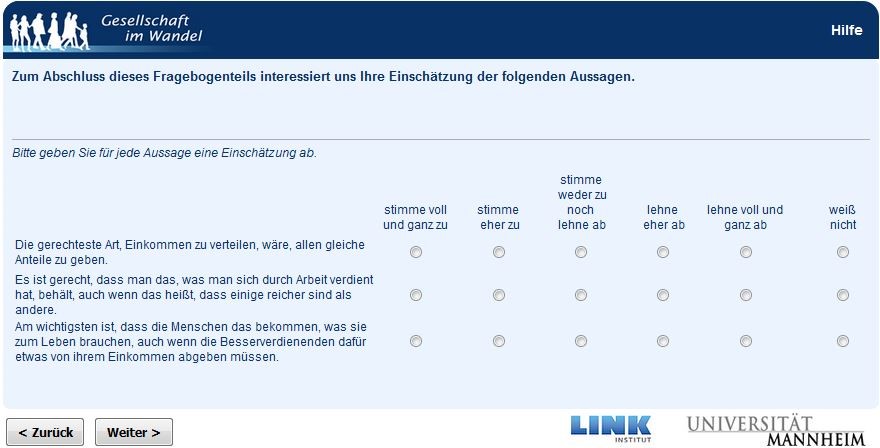 Gesellschaft
im Wandel
Hilfe
Zum Abschluss dieses Fragebogenteils interessiert uns Ihre Einschätzung der folgenden Aussagen.
Bitte geben Sie für jede Aussage eine Einschätzung ab.
stimme voll
und ganz zu
stimme
eher zu
stimme
weder zu
noch
lehne ab
lehne
eher ab
lehne voll und
ganz ab
weiß
nicht
Die gerechteste Art, Einkommen zu verteilen, wäre, allen gleiche
Anteile zu geben.
Es ist gerecht, dass man das, was man sich durch Arbeit verdient
hat, behält, auch wenn das heißt, dass einige reicher sind als
andere.
Am wichtigsten ist, dass die Menschen das bekommen, was sie
zum Leben brauchen, auch wenn die Besserverdienenden dafür
etwas von ihrem Einkommen abgeben müssen.
< Zurück
Weiter >
LINK
INSTITUT
UNIVERSITÄT
MANNHEIM